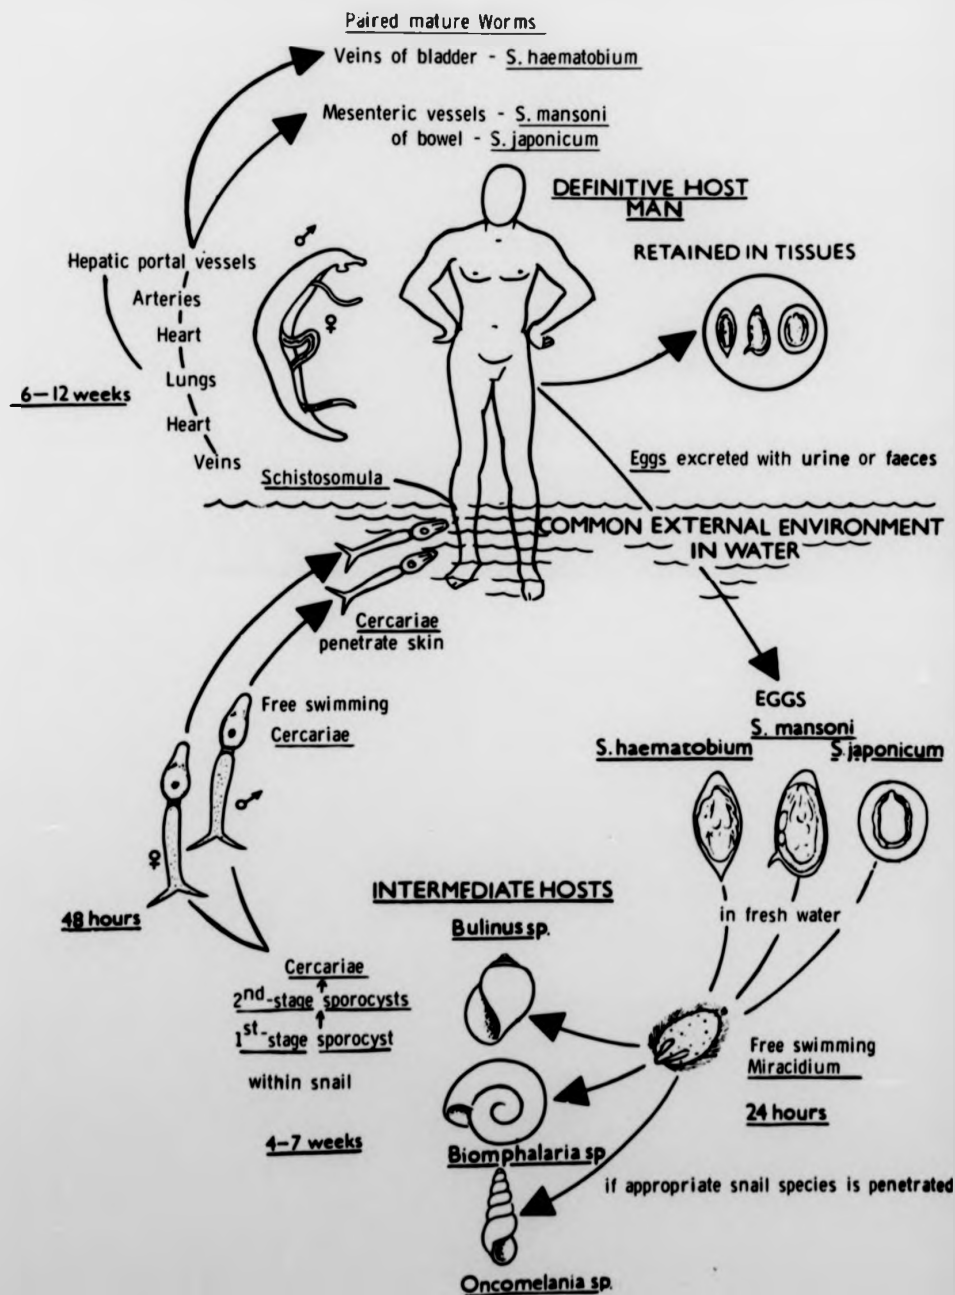 Paired mature Worms
Veins of bladder - S. haematobium
Mesenteric vessels - S. mansoni
of bowel - S. japonicum
DEFINITIVE HOST
MAN
RETAINED IN TISSUES
♂
Hepatic portal vessels
Arteries
♀
Heart
Lungs
6-12 weeks
Heart
Veins
Eggs excreted with urine or faeces
Schistosomula
COMMON EXTERNAL ENVIRONMENT
IN WATER
Cercariae
penetrate skin
Free swimming
Cercariae
♂
♀
48 hours
EGGS
S. mansoni
S. haematobium
S. japonicum
in fresh water
INTERMEDIATE HOSTS
Bulinus sp.
Cercariae
2nd-stage sporocysts
1st-stage sporocyst
within snail
4-7 weeks
Free swimming
Miracidium
24 hours
Biomphalaria sp
if appropriate snail species is penetrated
Oncomelania sp.